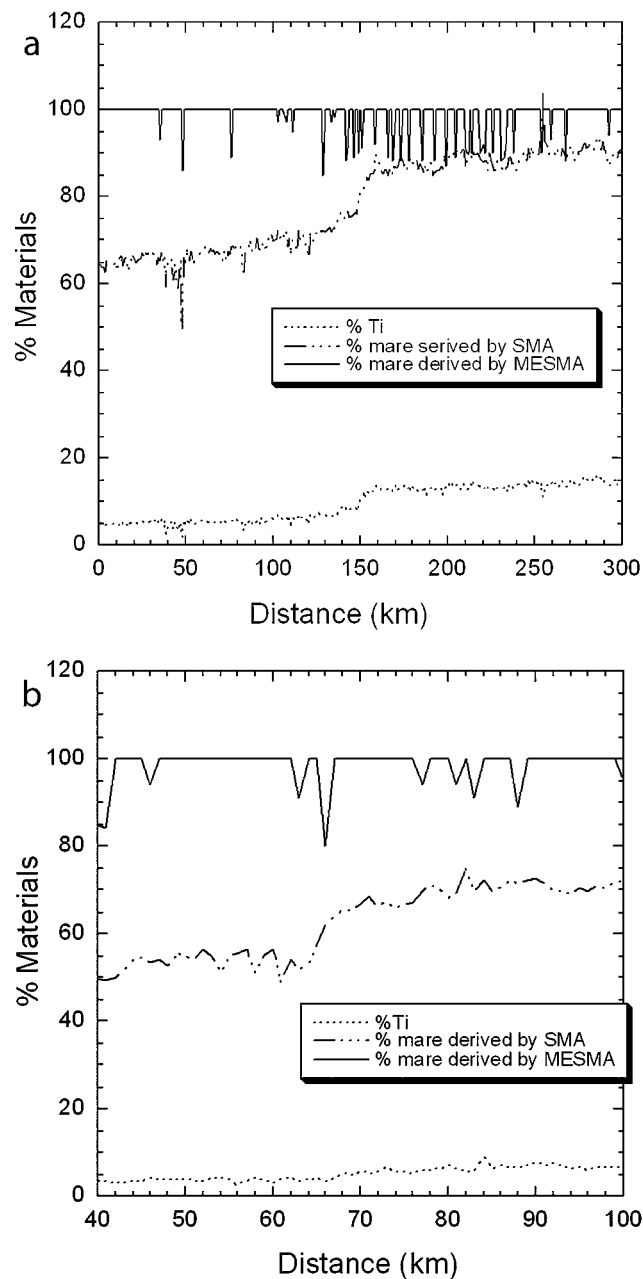 a
120
100
80
60
40
20
0
% Materials
% Ti
% mare serived by SMA
% mare derived by MESMA
0 50 100 150 200 250 300
Distance (km)
b
120
100
80
60
40
20
0
% Materials
%Ti
% mare derived by SMA
% mare derived by MESMA
40 50 60 70 80 90 100
Distance (km)